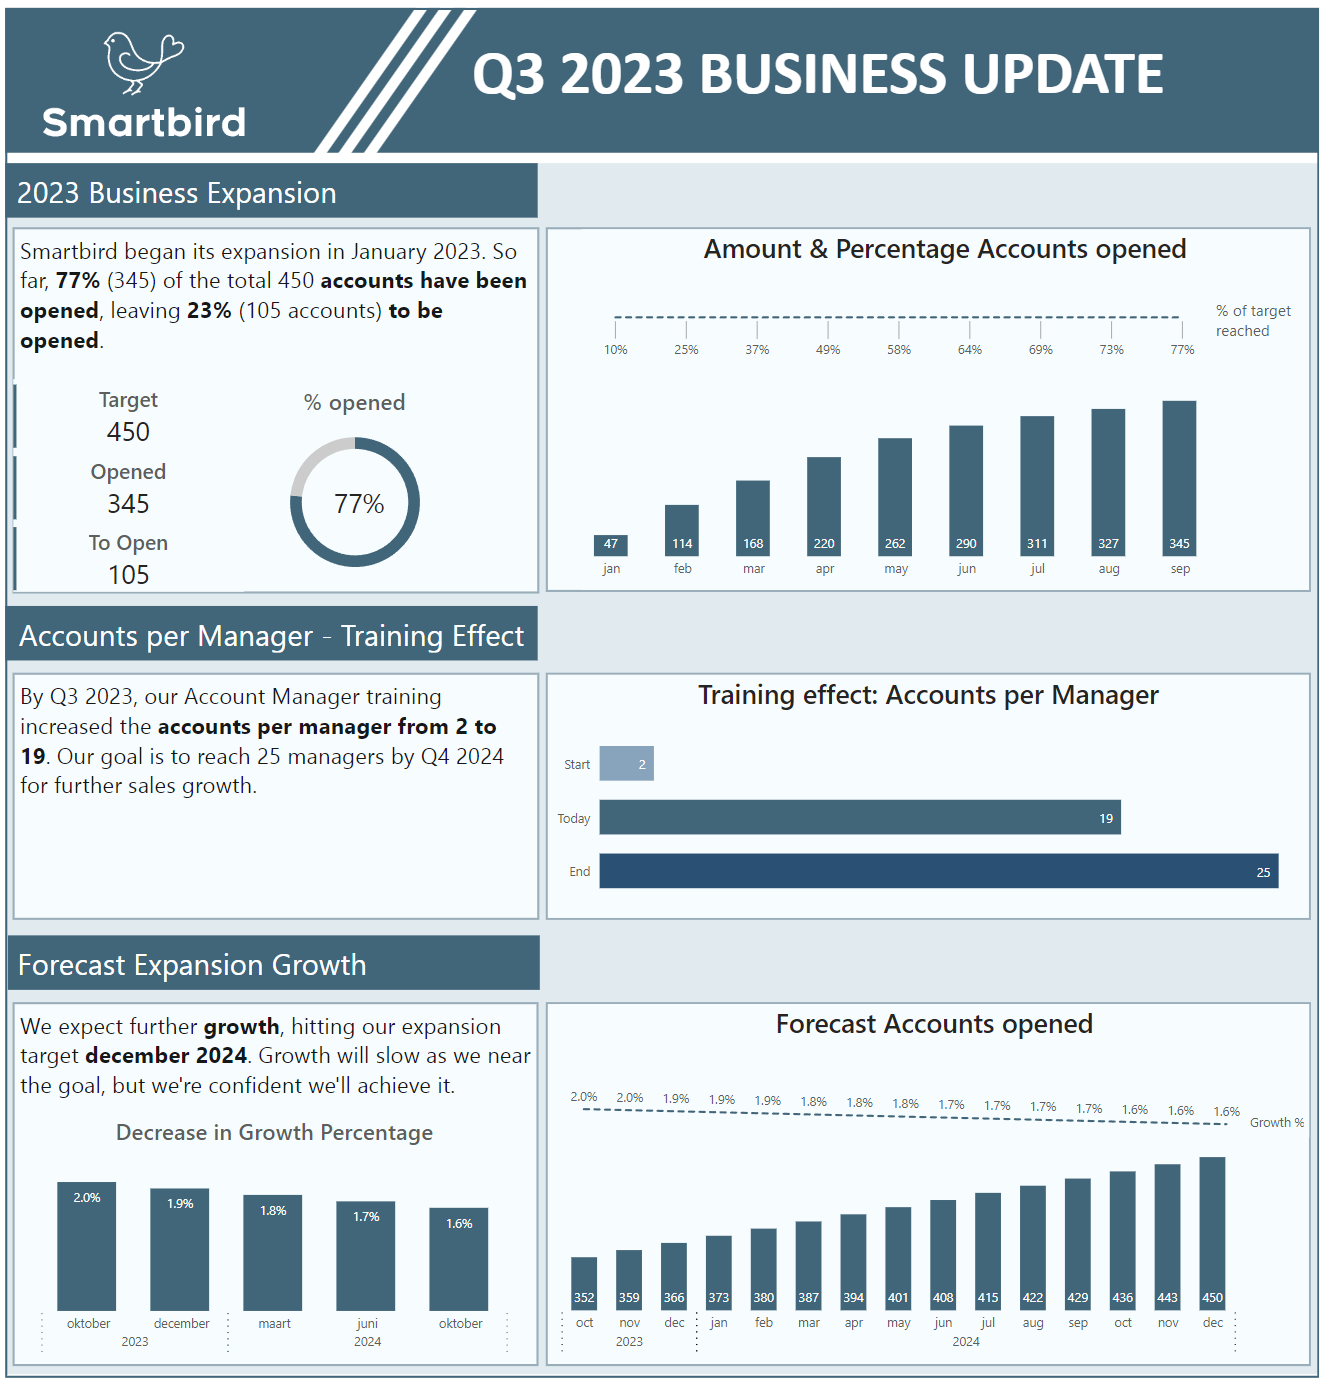 Smartbird
Q3 2023 BUSINESS UPDATE
2023 Business Expansion
Smartbird began its expansion in January 2023. So
far, 77% (345) of the total 450 accounts have been
opened, leaving 23% (105 accounts) to be
opened.
Target
450
Opened
345
To Open
105
% opened
77%
Amount & Percentage Accounts opened
% of target
reached
10% 25% 37% 49% 58% 64% 69% 73% 77%
47 114 168 220 262 290 311 327 345
jan feb mar apr may jun jul aug sep
Accounts per Manager - Training Effect
By Q3 2023, our Account Manager training
increased the accounts per manager from 2 to
19. Our goal is to reach 25 managers by Q4 2024
for further sales growth.
Training effect: Accounts per Manager
Start 2
Today 19
End 25
Forecast Expansion Growth
We expect further growth, hitting our expansion
target december 2024. Growth will slow as we near
the goal, but we're confident we'll achieve it.
Decrease in Growth Percentage
2.0% 1.9% 1.8% 1.7% 1.6%
oktober december maart juni oktober
2023 2024
Forecast Accounts opened
2.0% 2.0% 1.9% 1.9% 1.9% 1.8% 1.8% 1.8% 1.7% 1.7% 1.7% 1.7% 1.6% 1.6% 1.6%
Growth %
352 359 366 373 380 387 394 401 408 415 422 429 436 443 450
oct nov dec jan feb mar apr may jun jul aug sep oct nov dec
2023 2024